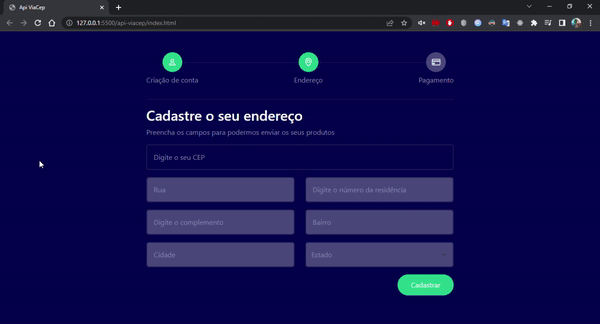 Api ViaCep
127.0.0.1:5500/api-viacep/index.html
Criação de conta
Endereço
Pagamento
Cadastre o seu endereço
Preencha os campos para podermos enviar os seus produtos
Digite o seu CEP
Rua
Digite o número da residência
Digite o complemento
Bairro
Cidade
Estado
Cadastrar